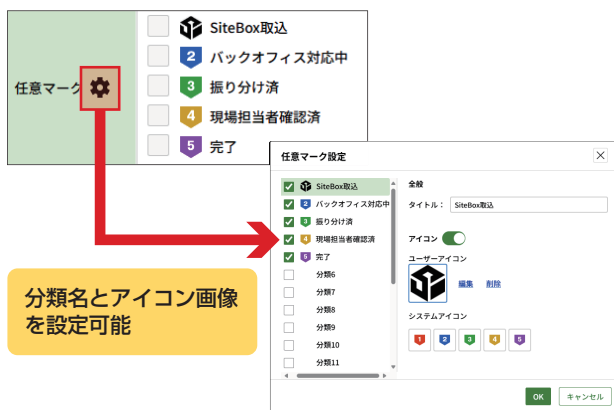 SiteBox取込
2 バックオフィス対応中
任意マーク
3 振り分け済
4 現場担当者確認済
5 完了
任意マーク設定
SiteBox取込
2 バックオフィス対応中
3 振り分け済
4 現場担当者確認済
5 完了
分類6
分類7
分類8
分類9
分類10
分類11
全般
タイトル： SiteBox取込
アイコン
ユーザーアイコン
編集 削除
システムアイコン
1 2 3 4 5
OK キャンセル
分類名とアイコン画像
を設定可能